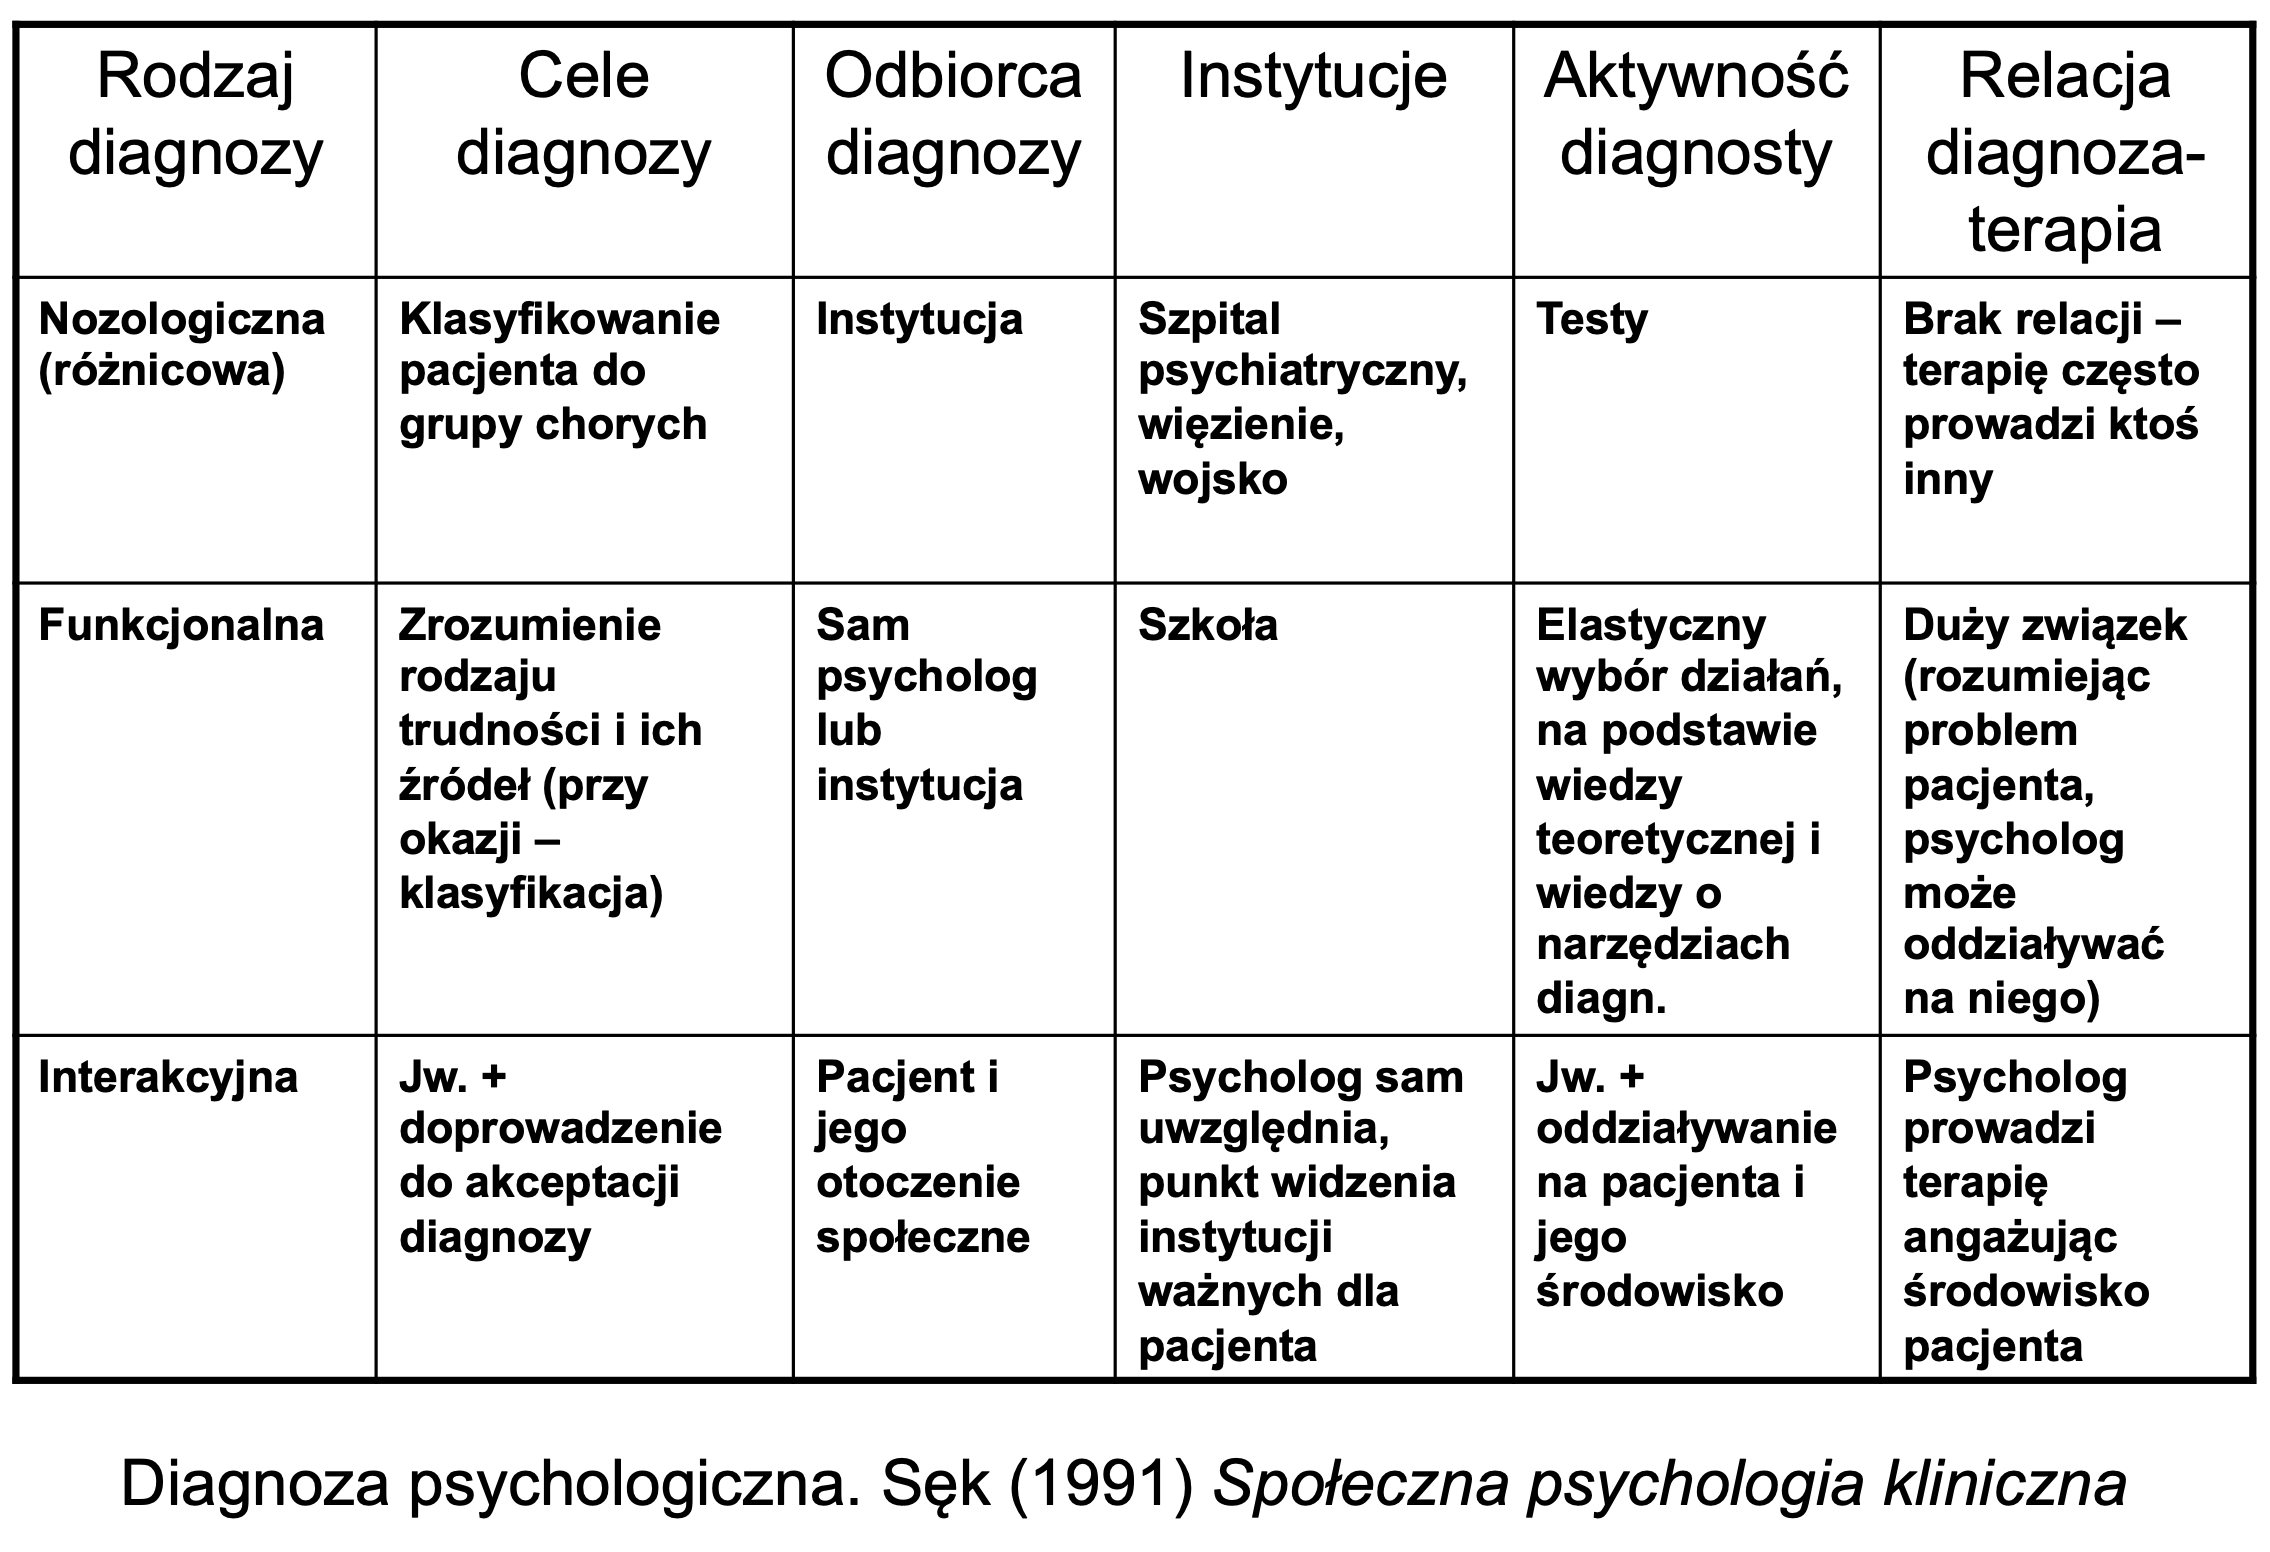 Rodzaj
diagnozy
Cele
diagnozy
Odbiorca
diagnozy
Instytucje
Aktywność
diagnosty
Relacja
diagnoza-
terapia
Nozologiczna
(różnicowa)
Klasyfikowanie
pacjenta do
grupy chorych
Instytucja
Szpital
psychiatryczny,
więzienie,
wojsko
Testy
Brak relacji –
terapię często
prowadzi ktoś
inny
Funkcjonalna
Zrozumienie
rodzaju
trudności i ich
źródeł (przy
okazji –
klasyfikacja)
Sam
psycholog
lub
instytucja
Szkoła
Elastyczny
wybór działań,
na podstawie
wiedzy
teoretycznej i
wiedzy o
narzędziach
diagn.
Duży związek
(rozumiejąc
problem
pacjenta,
psycholog
może
oddziaływać
na niego)
Interakcyjna
Jw. +
doprowadzenie
do akceptacji
diagnozy
Pacjent i
jego
otoczenie
społeczne
Psycholog sam
uwzględnia,
punkt widzenia
instytucji
ważnych dla
pacjenta
Jw. +
oddziaływanie
na pacjenta i
jego
środowisko
Psycholog
prowadzi
terapię
angażując
środowisko
pacjenta
Diagnoza psychologiczna. Sęk (1991) Społeczna psychologia kliniczna